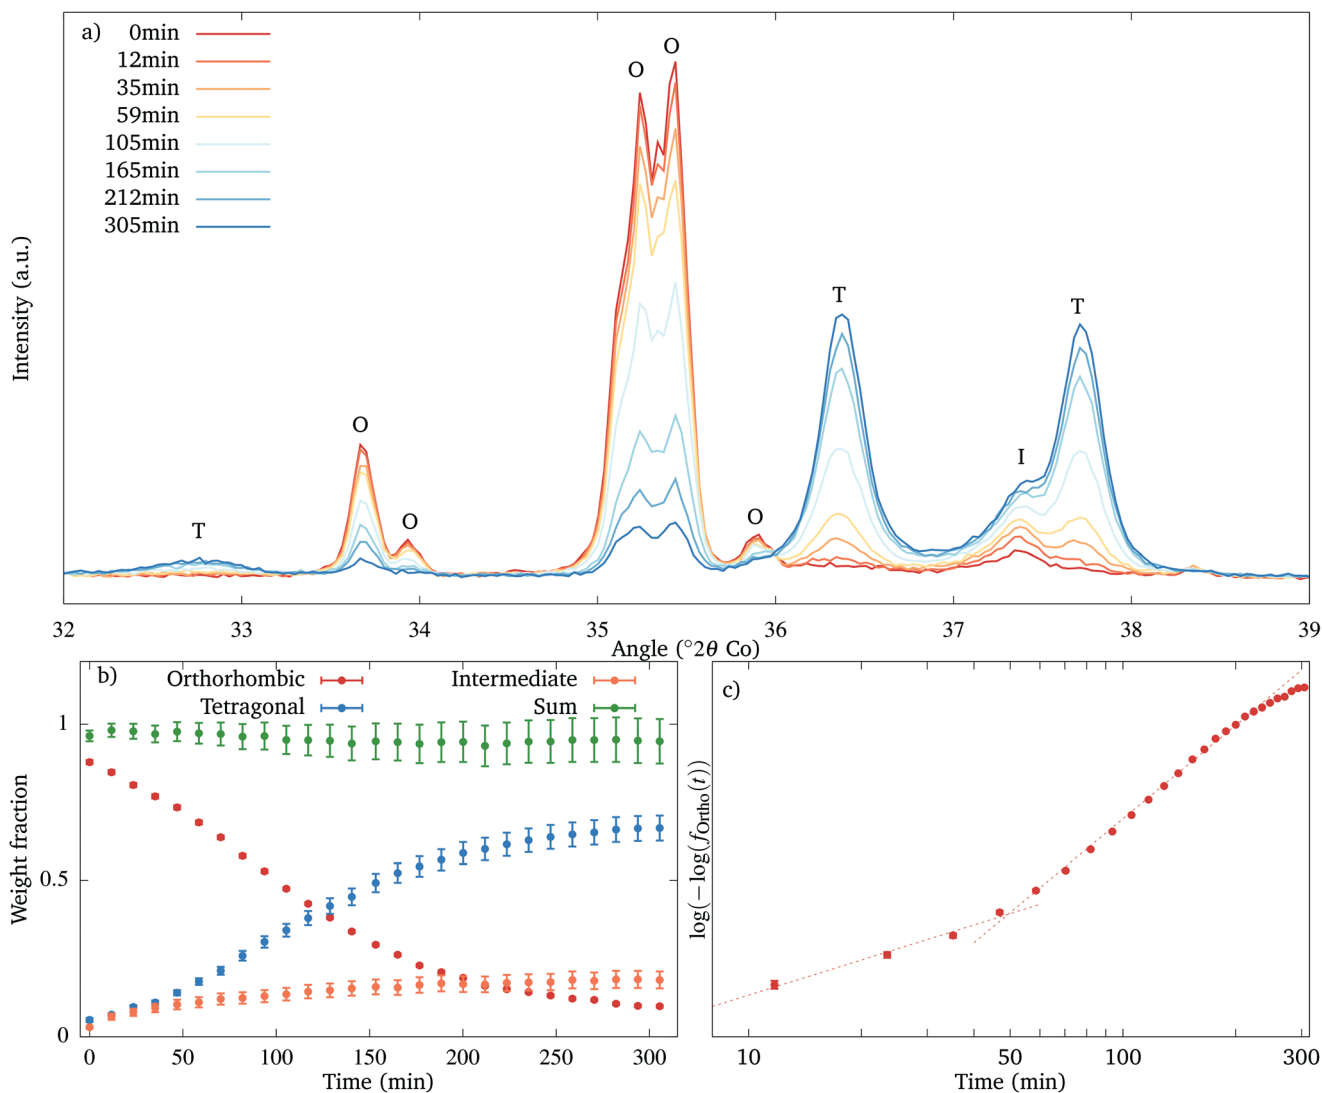 a)
0min
12min
35min
59min
105min
165min
212min
305min
O
O
O
O
O
T
T
T
I
Intensity (a.u.)
32 33 34 35 36 37 38 39
Angle (°2θ Co)
b)
Orthorhombic Intermediate
Tetragonal Sum
Weight fraction
1
0.5
0
0 50 100 150 200 250 300
Time (min)
c)
log(−log(fOrtho(t))
10 50 100 300
Time (min)